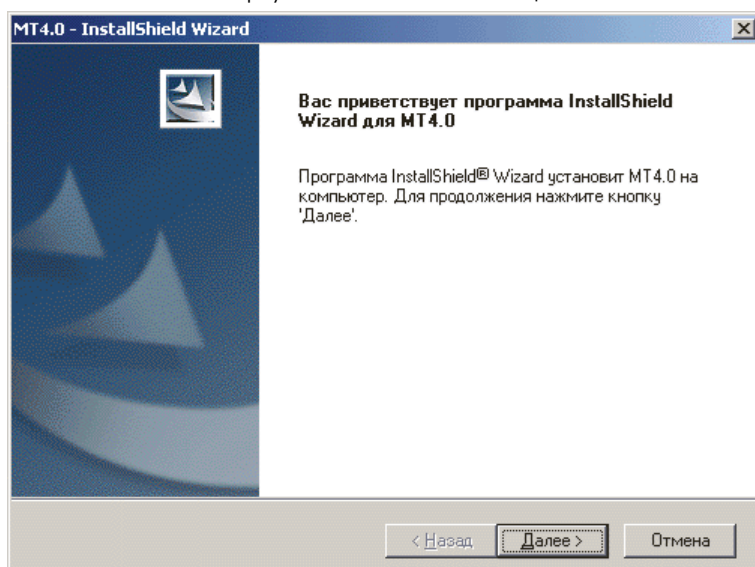 MT4.0 - InstallShield Wizard
Вас приветствует программа InstallShield
Wizard для MT4.0
Программа InstallShield® Wizard установит MT4.0 на
компьютер. Для продолжения нажмите кнопку
'Далее'.
< Назад
Далее >
Отмена